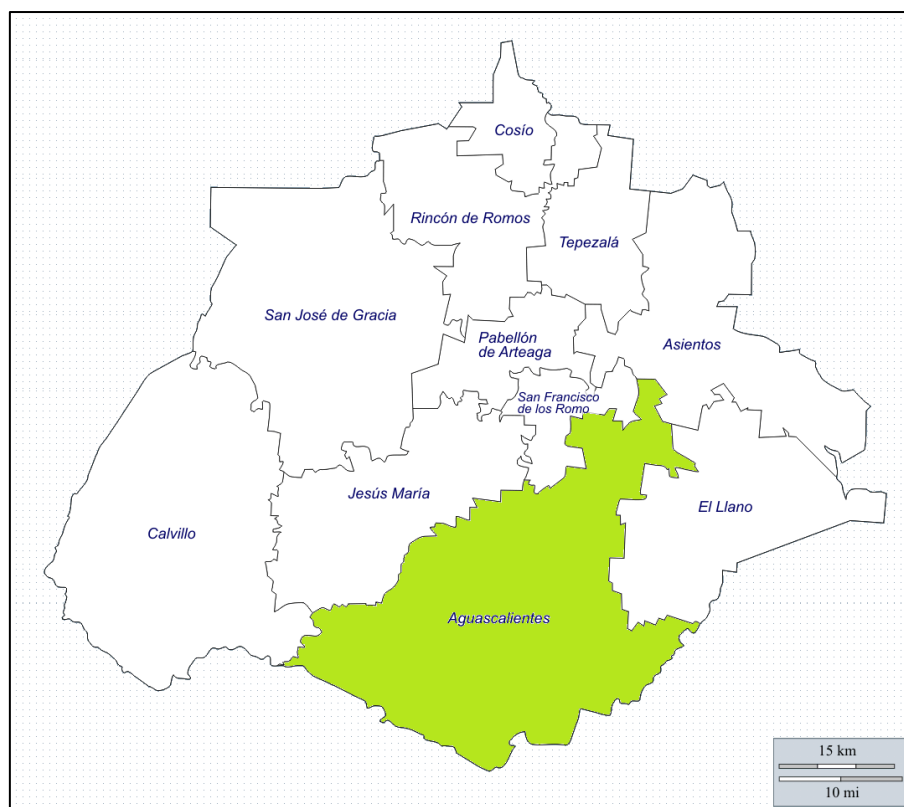 Cosío
Rincón de Romos
Tepezalá
San José de Gracia
Pabellón
de Arteaga
Asientos
San Francisco
de los Romo
Jesús María
El Llano
Calvillo
Aguascalientes
15 km
10 mi